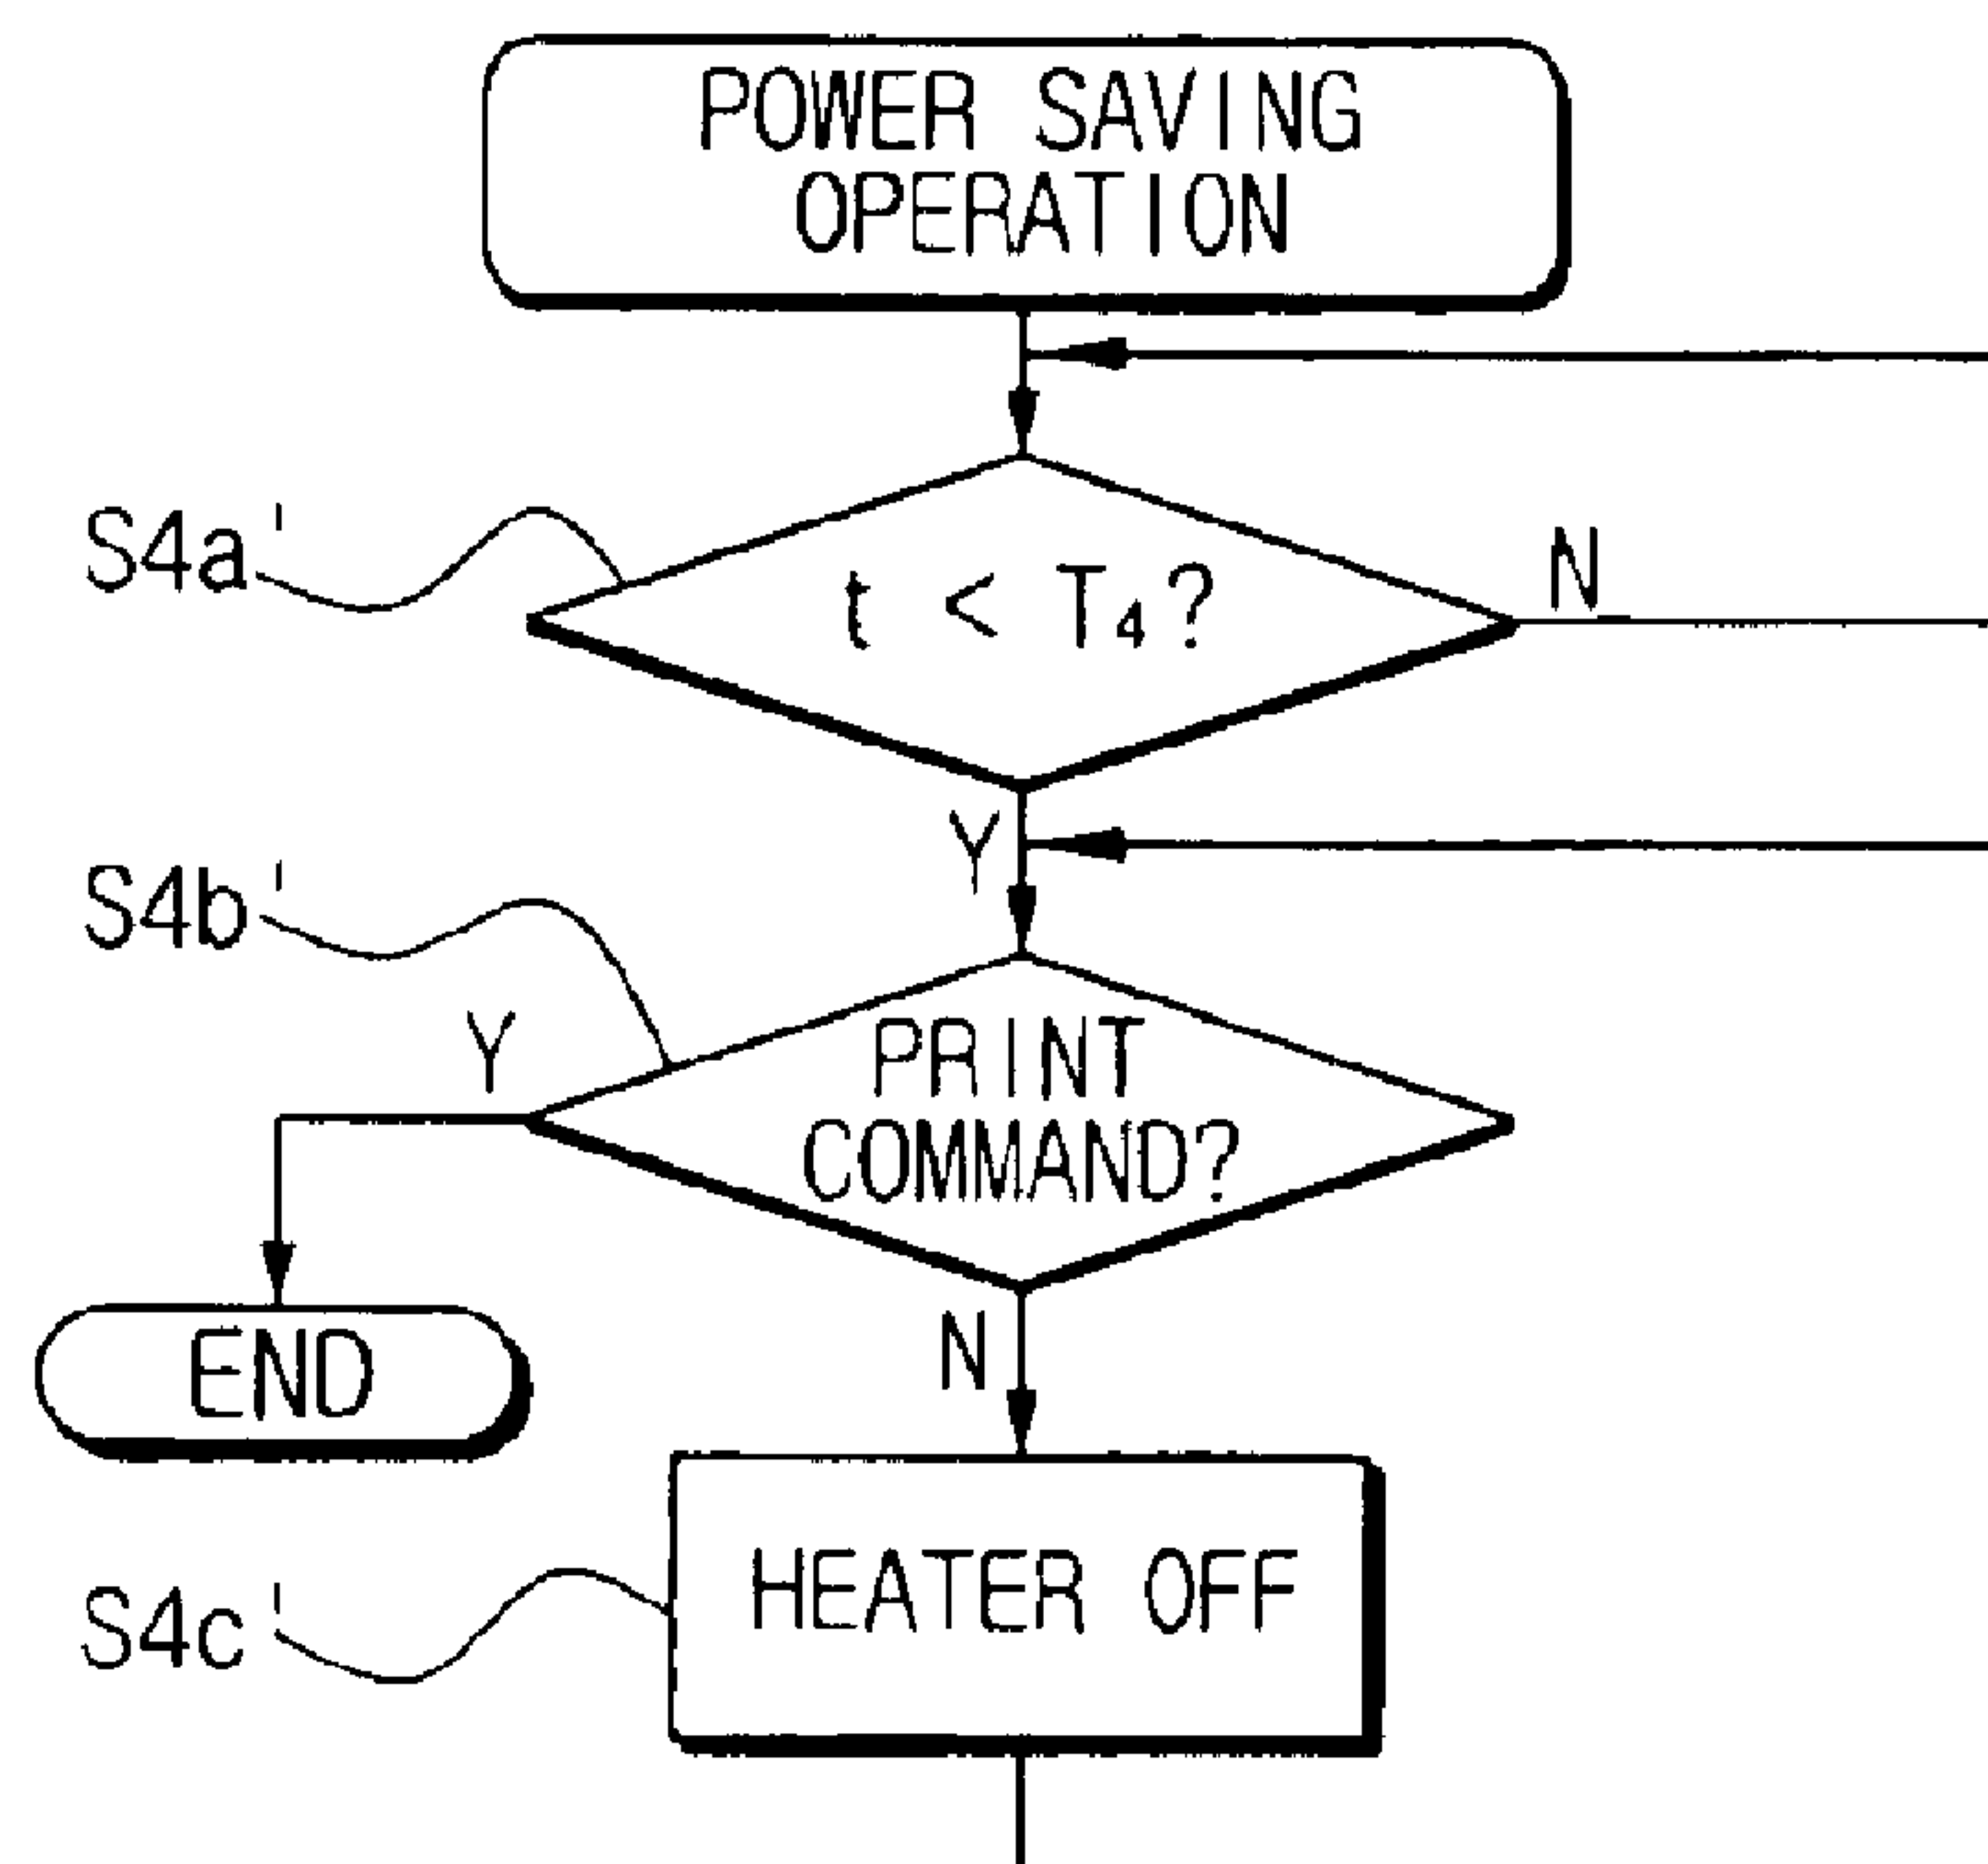 POWER SAVING
OPERATION
S4a'
t < T₄?
N
Y
S4b'
Y
PRINT
COMMAND?
N
END
HEATER OFF
S4c'